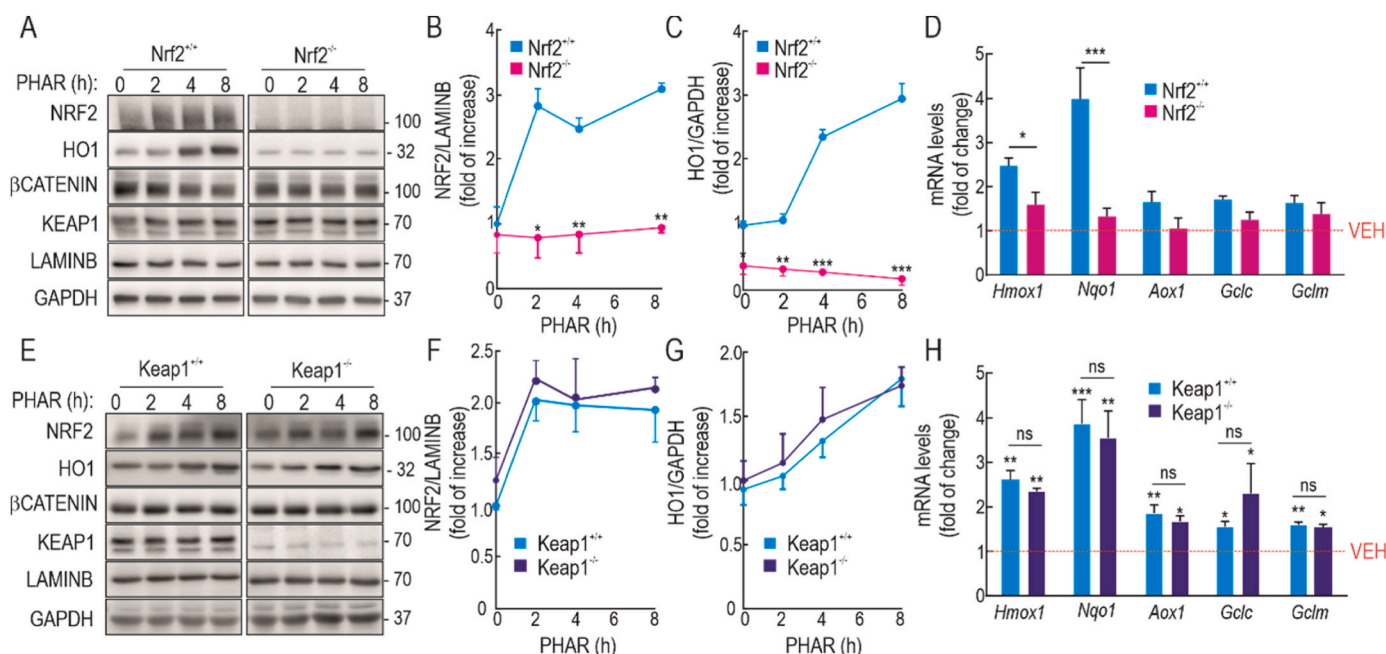 A
Nrf2+/+ Nrf2-/-
PHAR (h): 0 2 4 8 0 2 4 8
NRF2 - 100
HO1 - 32
βCATENIN - 100
KEAP1 - 70
LAMINB - 70
GAPDH - 37
B
Nrf2+/+
Nrf2-/-
NRF2/LAMINB
(fold of increase)
4
3
2
1
0
* ** **
0 2 4 8
PHAR (h)
C
Nrf2+/+
Nrf2-/-
HO1/GAPDH
(fold of increase)
4
3
2
1
0
* ** *** ***
0 2 4 8
PHAR (h)
D
Nrf2+/+
Nrf2-/-
mRNA levels
(fold of change)
5
4
3
2
1
0
* ***
VEH
Hmox1 Nqo1 Aox1 Gclc Gclm
E
Keap1+/+ Keap1-/-
PHAR (h): 0 2 4 8 0 2 4 8
NRF2 - 100
HO1 - 32
βCATENIN - 100
KEAP1 - 70
LAMINB - 70
GAPDH - 37
F
NRF2/LAMINB
(fold of increase)
2.5
2.0
1.5
1.0
2.0
0
Keap1+/+
Keap1-/-
0 2 4 8
PHAR (h)
G
HO1/GAPDH
(fold of increase)
2.0
1.5
1.0
0.5
0
Keap1+/+
Keap1-/-
0 2 4 8
PHAR (h)
H
Keap1+/+
Keap1-/-
mRNA levels
(fold of change)
5
4
3
2
1
0
ns ns ns ns ns
** ** *** ** ** * * * ** *
VEH
Hmox1 Nqo1 Aox1 Gclc Gclm